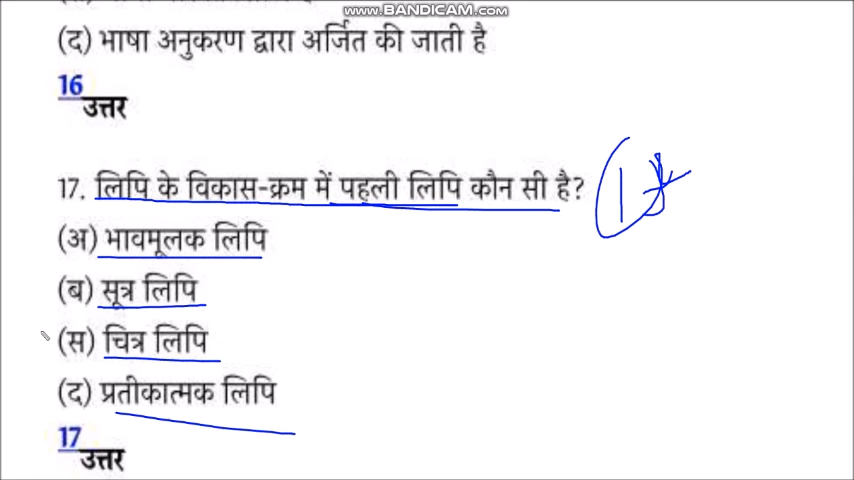 www.BANDICAM.com
(द) भाषा अनुकरण द्वारा अर्जित की जाती है
16
उत्तर
17. लिपि के विकास-क्रम में पहली लिपि कौन सी है?
(अ) भावमूलक लिपि
(ब) सूत्र लिपि
(स) चित्र लिपि
(द) प्रतीकात्मक लिपि
17
उत्तर